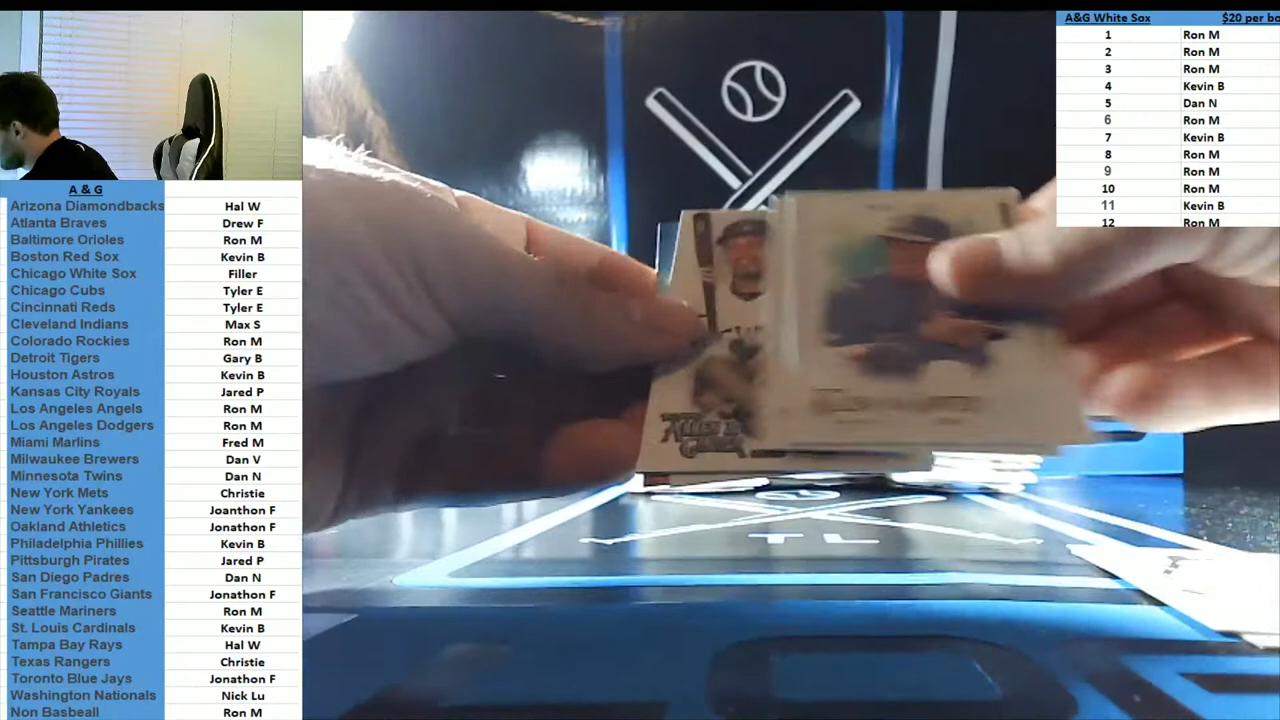 A & G
Arizona Diamondbacks Hal W
Atlanta Braves Drew F
Baltimore Orioles Ron M
Boston Red Sox Kevin B
Chicago White Sox Filler
Chicago Cubs Tyler E
Cincinnati Reds Tyler E
Cleveland Indians Max S
Colorado Rockies Ron M
Detroit Tigers Gary B
Houston Astros Kevin B
Kansas City Royals Jared P
Los Angeles Angels Ron M
Los Angeles Dodgers Ron M
Miami Marlins Fred M
Milwaukee Brewers Dan V
Minnesota Twins Dan N
New York Mets Christie
New York Yankees Joanthon F
Oakland Athletics Jonathon F
Philadelphia Phillies Kevin B
Pittsburgh Pirates Jared P
San Diego Padres Dan N
San Francisco Giants Jonathon F
Seattle Mariners Ron M
St. Louis Cardinals Kevin B
Tampa Bay Rays Hal W
Texas Rangers Christie
Toronto Blue Jays Jonathon F
Washington Nationals Nick Lu
Non Basbeall Ron M
A&G White Sox $20 per bo
1 Ron M
2 Ron M
3 Ron M
4 Kevin B
5 Dan N
6 Ron M
7 Kevin B
8 Ron M
9 Ron M
10 Ron M
11 Kevin B
12 Ron M
ALLEN &
GINTER
TL